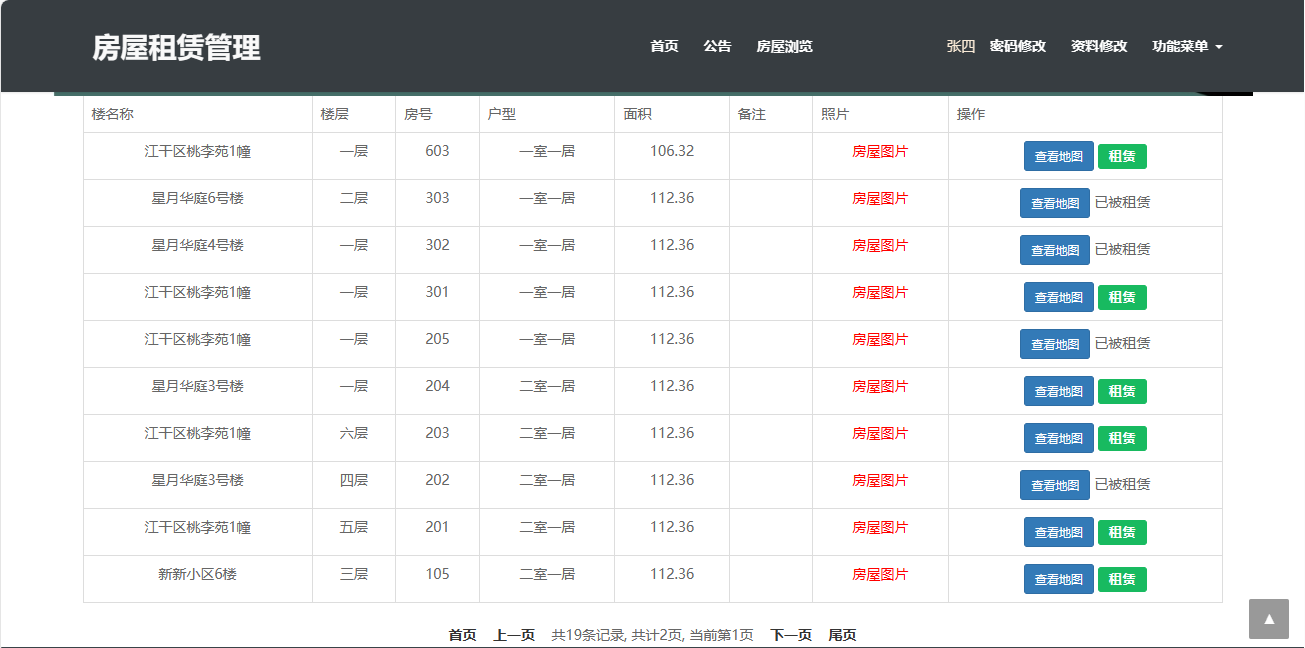 房屋租赁管理 首页 公告 房屋浏览 张四 密码修改 资料修改 功能菜单
楼名称 楼层 房号 户型 面积 备注 照片 操作
江干区桃李苑1幢 一层 603 一室一居 106.32 房屋图片 查看地图 租赁
星月华庭6号楼 二层 303 一室一居 112.36 房屋图片 查看地图 已被租赁
星月华庭4号楼 一层 302 一室一居 112.36 房屋图片 查看地图 已被租赁
江干区桃李苑1幢 一层 301 一室一居 112.36 房屋图片 查看地图 租赁
江干区桃李苑1幢 一层 205 一室一居 112.36 房屋图片 查看地图 已被租赁
星月华庭3号楼 一层 204 二室一居 112.36 房屋图片 查看地图 租赁
江干区桃李苑1幢 六层 203 二室一居 112.36 房屋图片 查看地图 租赁
星月华庭3号楼 四层 202 二室一居 112.36 房屋图片 查看地图 已被租赁
江干区桃李苑1幢 五层 201 二室一居 112.36 房屋图片 查看地图 租赁
新新小区6楼 三层 105 二室一居 112.36 房屋图片 查看地图 租赁
首页 上一页 共19条记录, 共计2页, 当前第1页 下一页 尾页